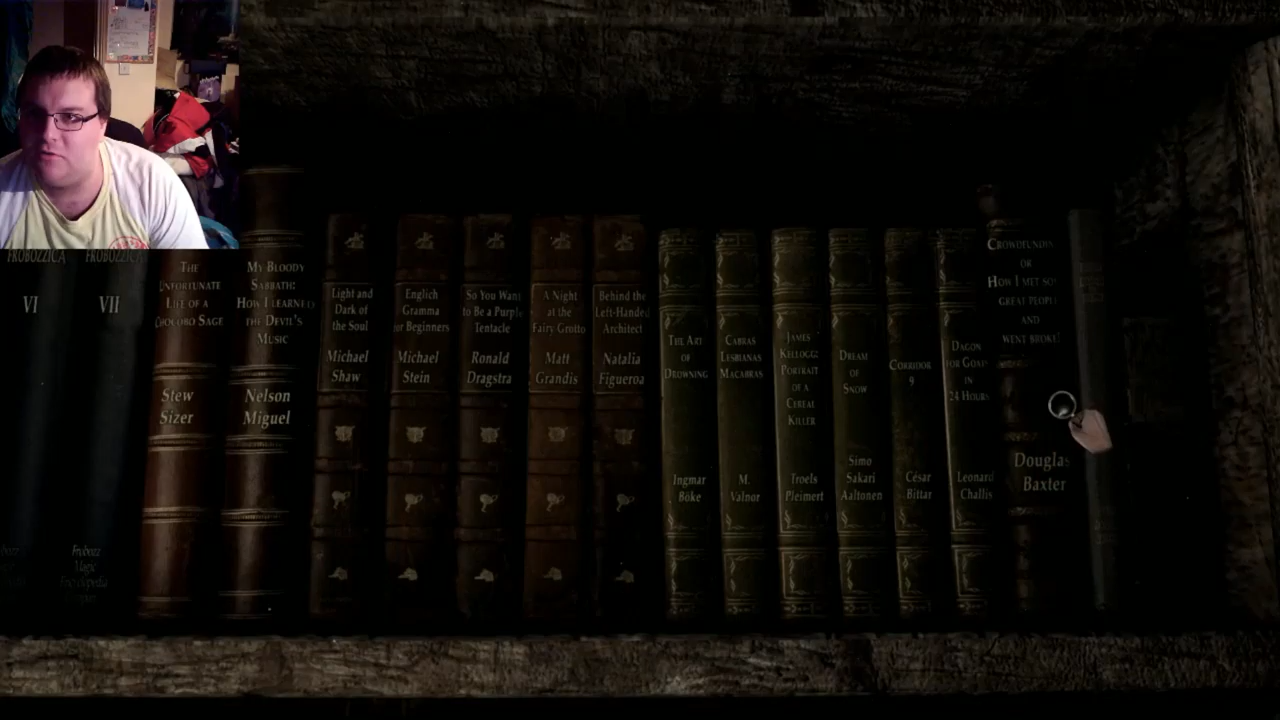 FROBOZZICA
VI
FROBOZZICA
VII
Frobozz
Magic
Encyclopedia
The
Unfortunate
Life of a
Chocobo Sage
Stew
Sizer
My Bloody
Sabbath:
How I learned
the Devil's
Music
Nelson
Miguel
Light and
Dark of
the Soul
Michael
Shaw
English
Gramma
ur Beginners
Michael
Stein
So You Want
to Be a Purple
Tentacle
Ronald
Dragstra
A Night
at the
Fairy Grotto
Matt
Grandis
Behind the
Left-Handed
Architect
Natalia
Figueroa
The Art
of
Drowning
Ingmar
Böke
Cabras
Lesbianas
Macabras
M.
Valnor
James
Kellogg:
Portrait
of a
Cereal
Killer
Troels
Pleimert
Dream
of
Snow
Simo
Sakari
Aaltonen
Corridor
9
César
Bittar
Dagon
for Goats
in
24 Hours
Leonard
Challis
Crowdfundin
or
How I met so
great people
and
went broke!
Douglas
Baxter